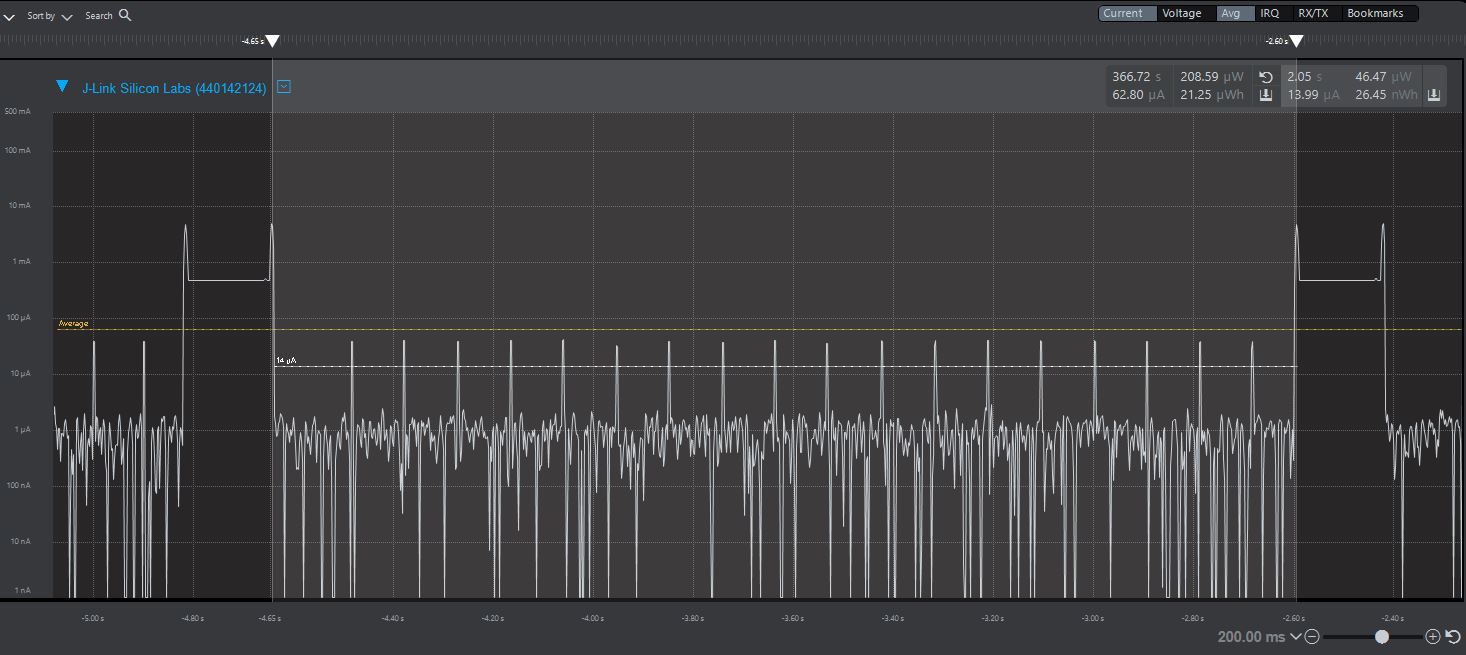 Sort by Search Current Voltage Avg IRQ RX/TX Bookmarks
-4.65 s -2.60 s
J-Link Silicon Labs (440142124)
366.72 s 208.59 µW 2.05 s 46.47 µW
62.80 µA 21.25 µWh 13.99 µA 26.45 nWh
500 mA
100 mA
10 mA
1 mA
100 µA
Average
14 µA
10 µA
1 µA
100 nA
10 nA
1 nA
-5.00 s -4.80 s -4.65 s -4.40 s -4.20 s -4.00 s -3.80 s -3.60 s -3.40 s -3.20 s -3.00 s -2.80 s -2.60 s -2.40 s
200.00 ms